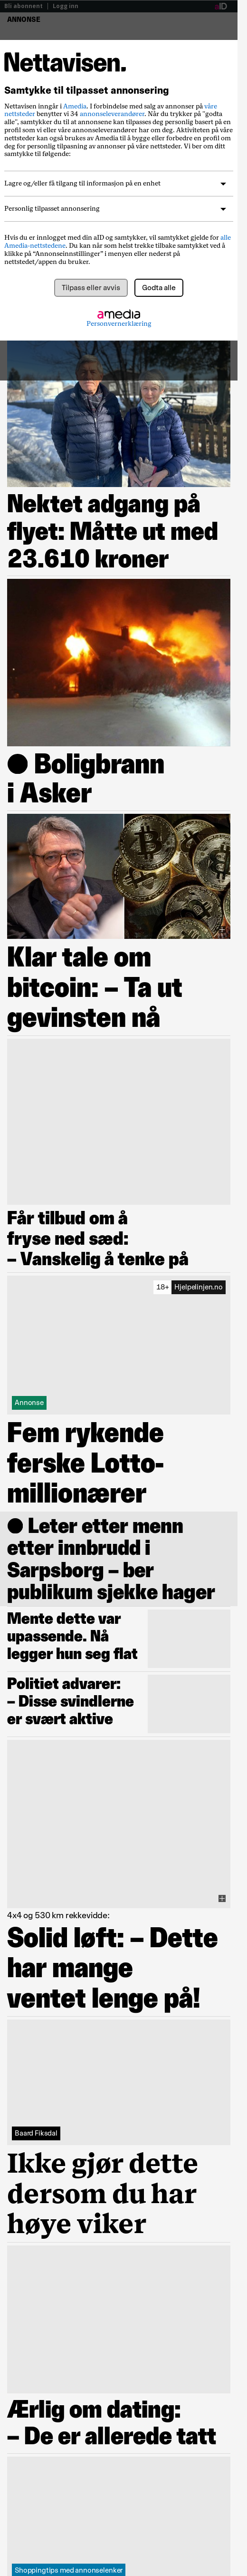 Bli abonnent | Logg inn
aID
ANNONSE
Nettavisen.
Samtykke til tilpasset annonsering
Nettavisen inngår i Amedia. I forbindelse med salg av annonser på våre
nettsteder benytter vi 34 annonseleverandører. Når du trykker på "godta
alle", samtykker du til at annonsene kan tilpasses deg personlig basert på en
profil som vi eller våre annonseleverandører har om deg. Aktiviteten på våre
nettsteder kan også brukes av Amedia til å bygge eller forbedre en profil om
deg for personlig tilpasning av annonser på våre nettsteder. Vi ber om ditt
samtykke til følgende:
Lagre og/eller få tilgang til informasjon på en enhet
Personlig tilpasset annonsering
Hvis du er innlogget med din aID og samtykker, vil samtykket gjelde for alle
Amedia-nettstedene. Du kan når som helst trekke tilbake samtykket ved å
klikke på “Annonseinnstillinger” i menyen eller nederst på
nettstedet/appen du bruker.
Tilpass eller avvis
Godta alle
amedia
Personvernerklæring
Nektet adgang på
flyet: Måtte ut med
23.610 kroner
● Boligbrann
i Asker
Klar tale om
bitcoin: – Ta ut
gevinsten nå
Får tilbud om å
fryse ned sæd:
– Vanskelig å tenke på
18+ Hjelpelinjen.no
Annonse
Fem rykende
ferske Lotto-
millionærer
● Leter etter menn
etter innbrudd i
Sarpsborg – ber
publikum sjekke hager
Mente dette var
upassende. Nå
legger hun seg flat
Politiet advarer:
– Disse svindlerne
er svært aktive
4x4 og 530 km rekkevidde:
Solid løft: – Dette
har mange
ventet lenge på!
Baard Fiksdal
Ikke gjør dette
dersom du har
høye viker
Ærlig om dating:
– De er allerede tatt
Shoppingtips med annonselenker